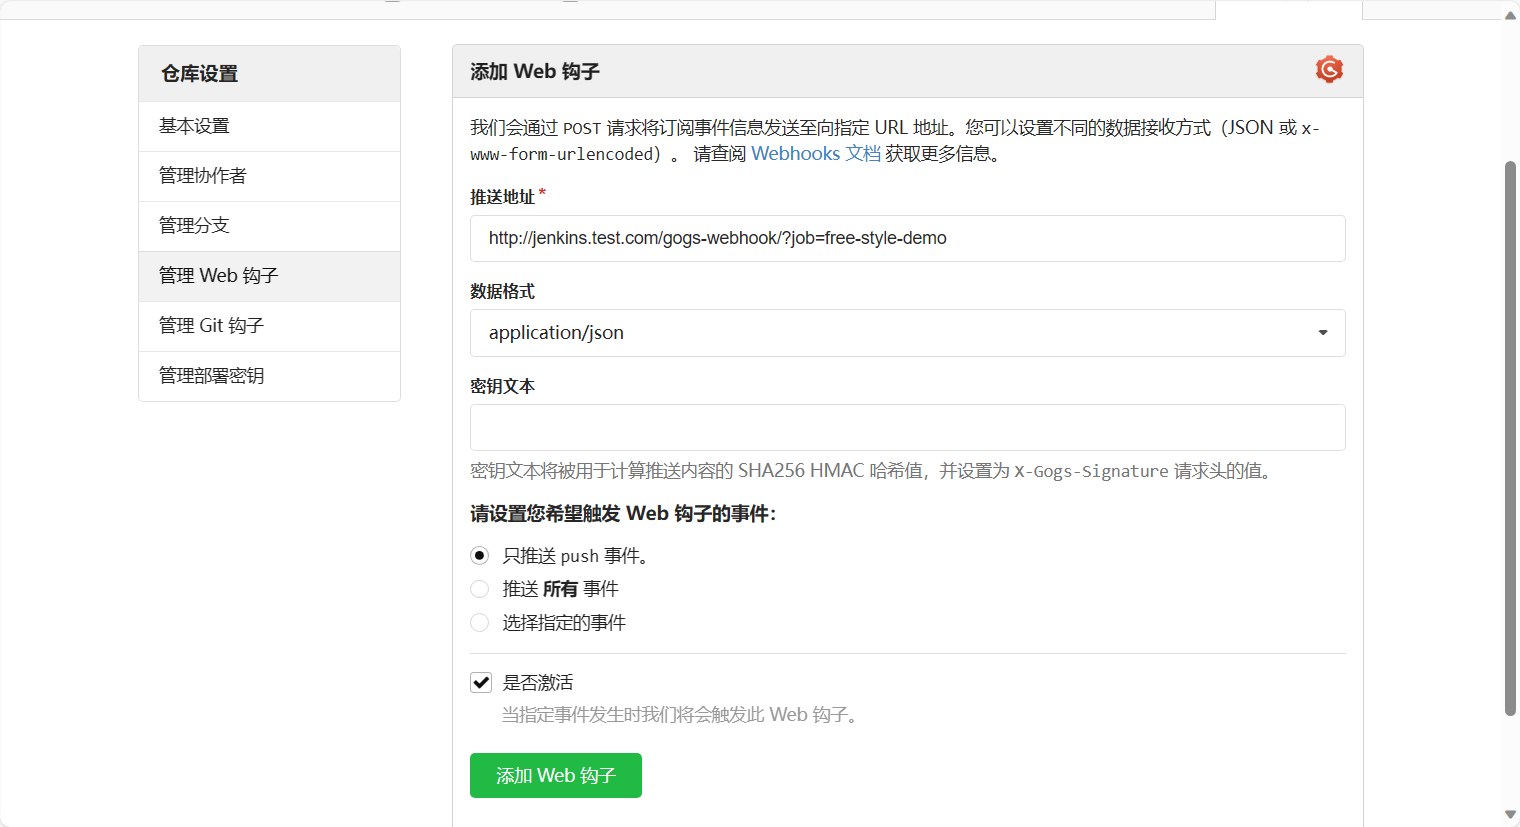 仓库设置
基本设置
管理协作者
管理分支
管理 Web 钩子
管理 Git 钩子
管理部署密钥
添加 Web 钩子
我们会通过 POST 请求将订阅事件信息发送至向指定 URL 地址。您可以设置不同的数据接收方式（JSON 或 x-
www-form-urlencoded）。 请查阅 Webhooks 文档 获取更多信息。
推送地址*
http://jenkins.test.com/gogs-webhook/?job=free-style-demo
数据格式
application/json
密钥文本
密钥文本将被用于计算推送内容的 SHA256 HMAC 哈希值，并设置为 X-Gogs-Signature 请求头的值。
请设置您希望触发 Web 钩子的事件：
只推送 push 事件。
推送 所有 事件
选择指定的事件
是否激活
当指定事件发生时我们将会触发此 Web 钩子。
添加 Web 钩子